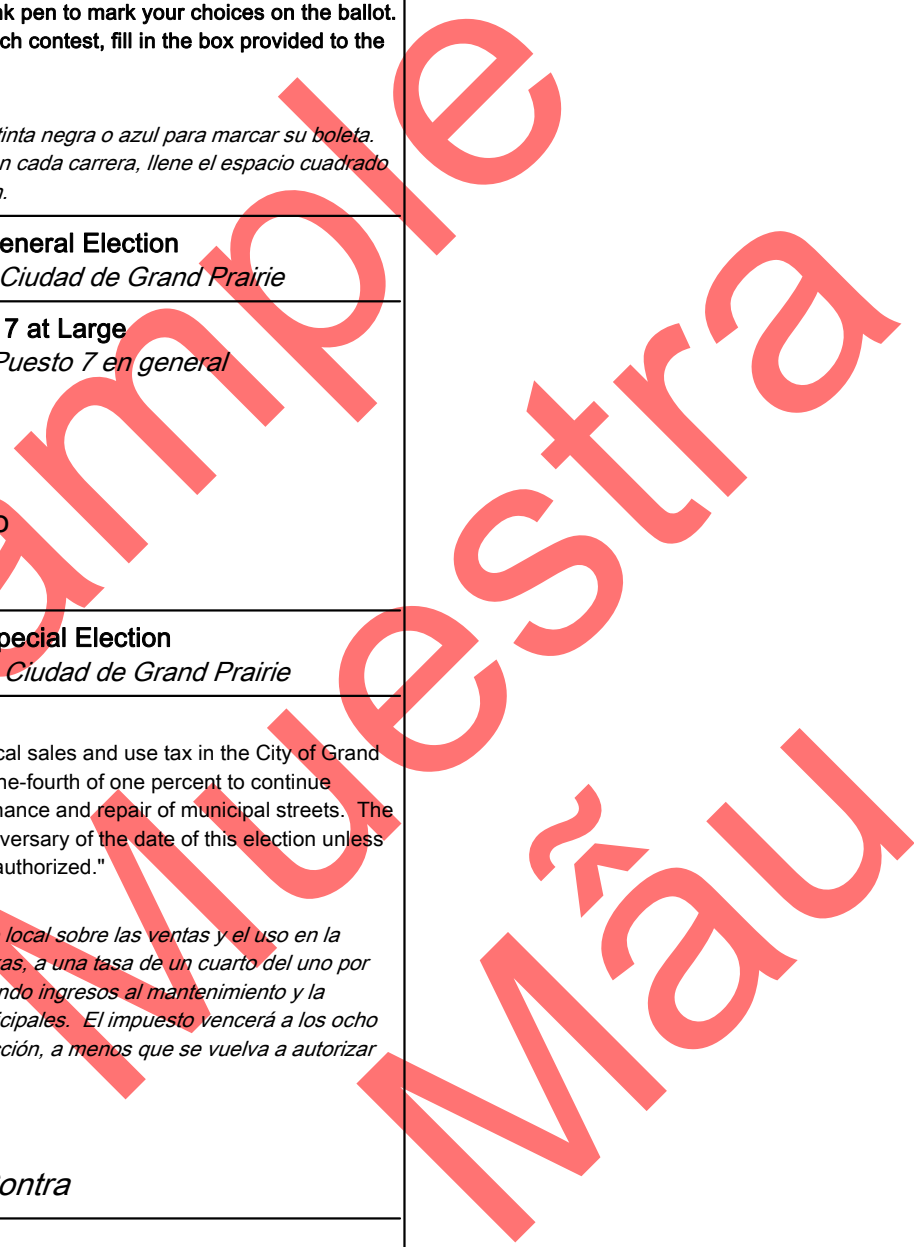 nk pen to mark your choices on the ballot.
ch contest, fill in the box provided to the
tinta negra o azul para marcar su boleta.
n cada carrera, llene el espacio cuadrado
n.
eneral Election
Ciudad de Grand Prairie
7 at Large
Puesto 7 en general
o
pecial Election
Ciudad de Grand Prairie
cal sales and use tax in the City of Grand
ne-fourth of one percent to continue
nance and repair of municipal streets. The
versary of the date of this election unless
authorized."
local sobre las ventas y el uso en la
as, a una tasa de un cuarto del uno por
ndo ingresos al mantenimiento y la
cipales. El impuesto vencerá a los ocho
cción, a menos que se vuelva a autorizar
ontra
ample
Muestra
Mẫu